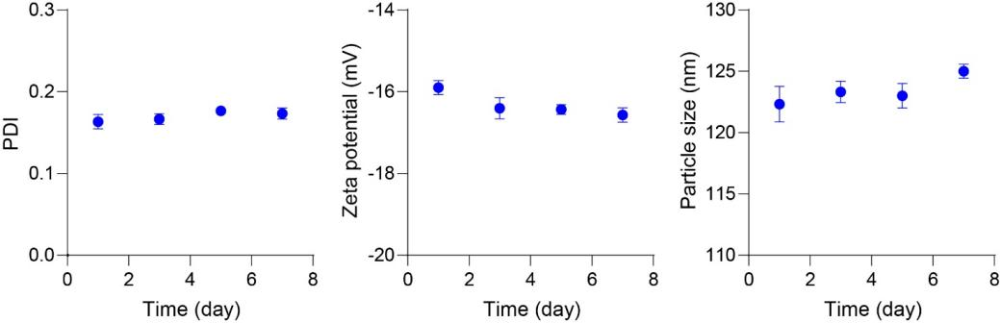 PDI
0.3
0.2
0.1
0.0
0 2 4 6 8
Time (day)
Zeta potential (mV)
-14
-16
-18
-20
0 2 4 6 8
Time (day)
Particle size (nm)
130
125
120
115
110
0 2 4 6 8
Time (day)